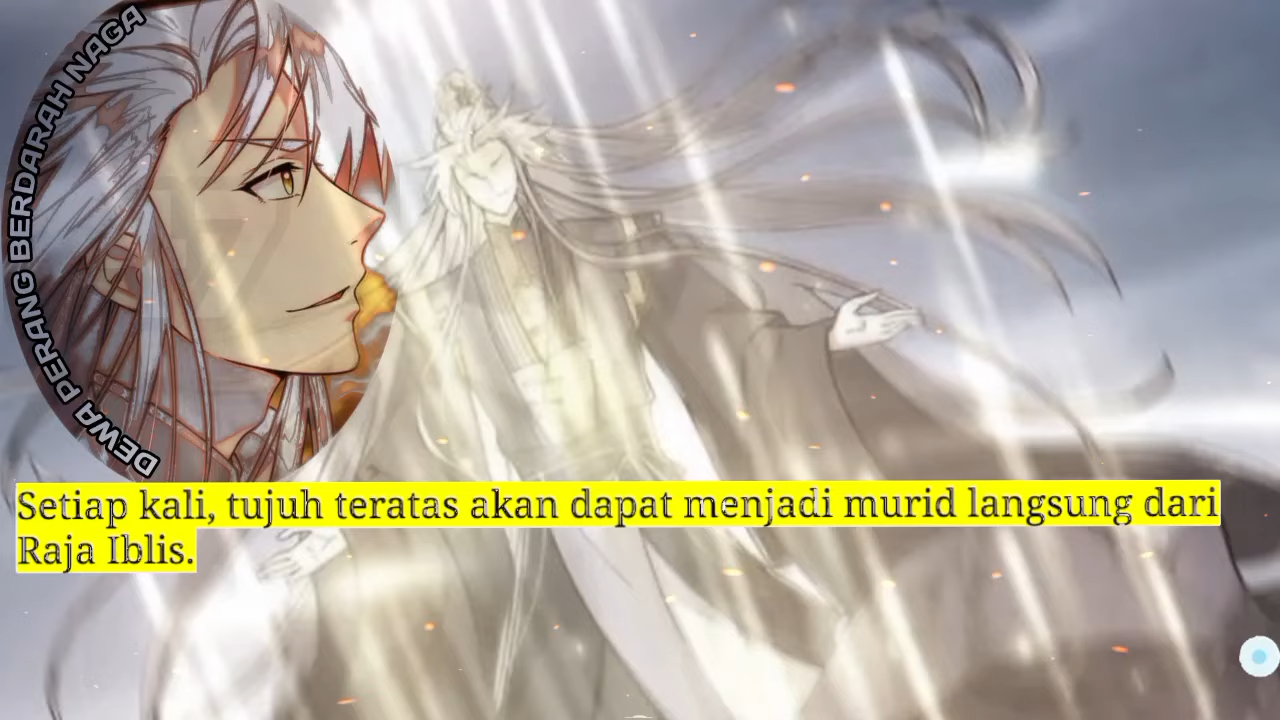 DEWA PERANG BERDARAH NAGA
Setiap kali, tujuh teratas akan dapat menjadi murid langsung dari
Raja Iblis.